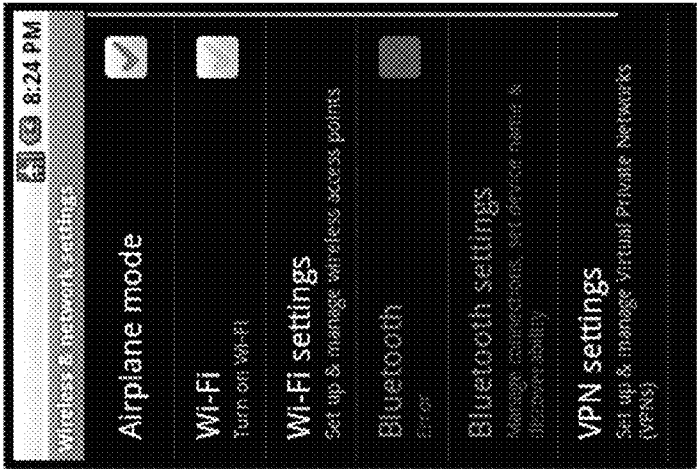 8:24 PM
Wireless & network settings
Airplane mode
Wi-Fi
Turn on Wi-Fi
Wi-Fi settings
Set up & manage wireless access points
Bluetooth
Error
Bluetooth settings
Manage connections, set device name &
discoverability
VPN settings
Set up & manage Virtual Private Networks
(VPNs)